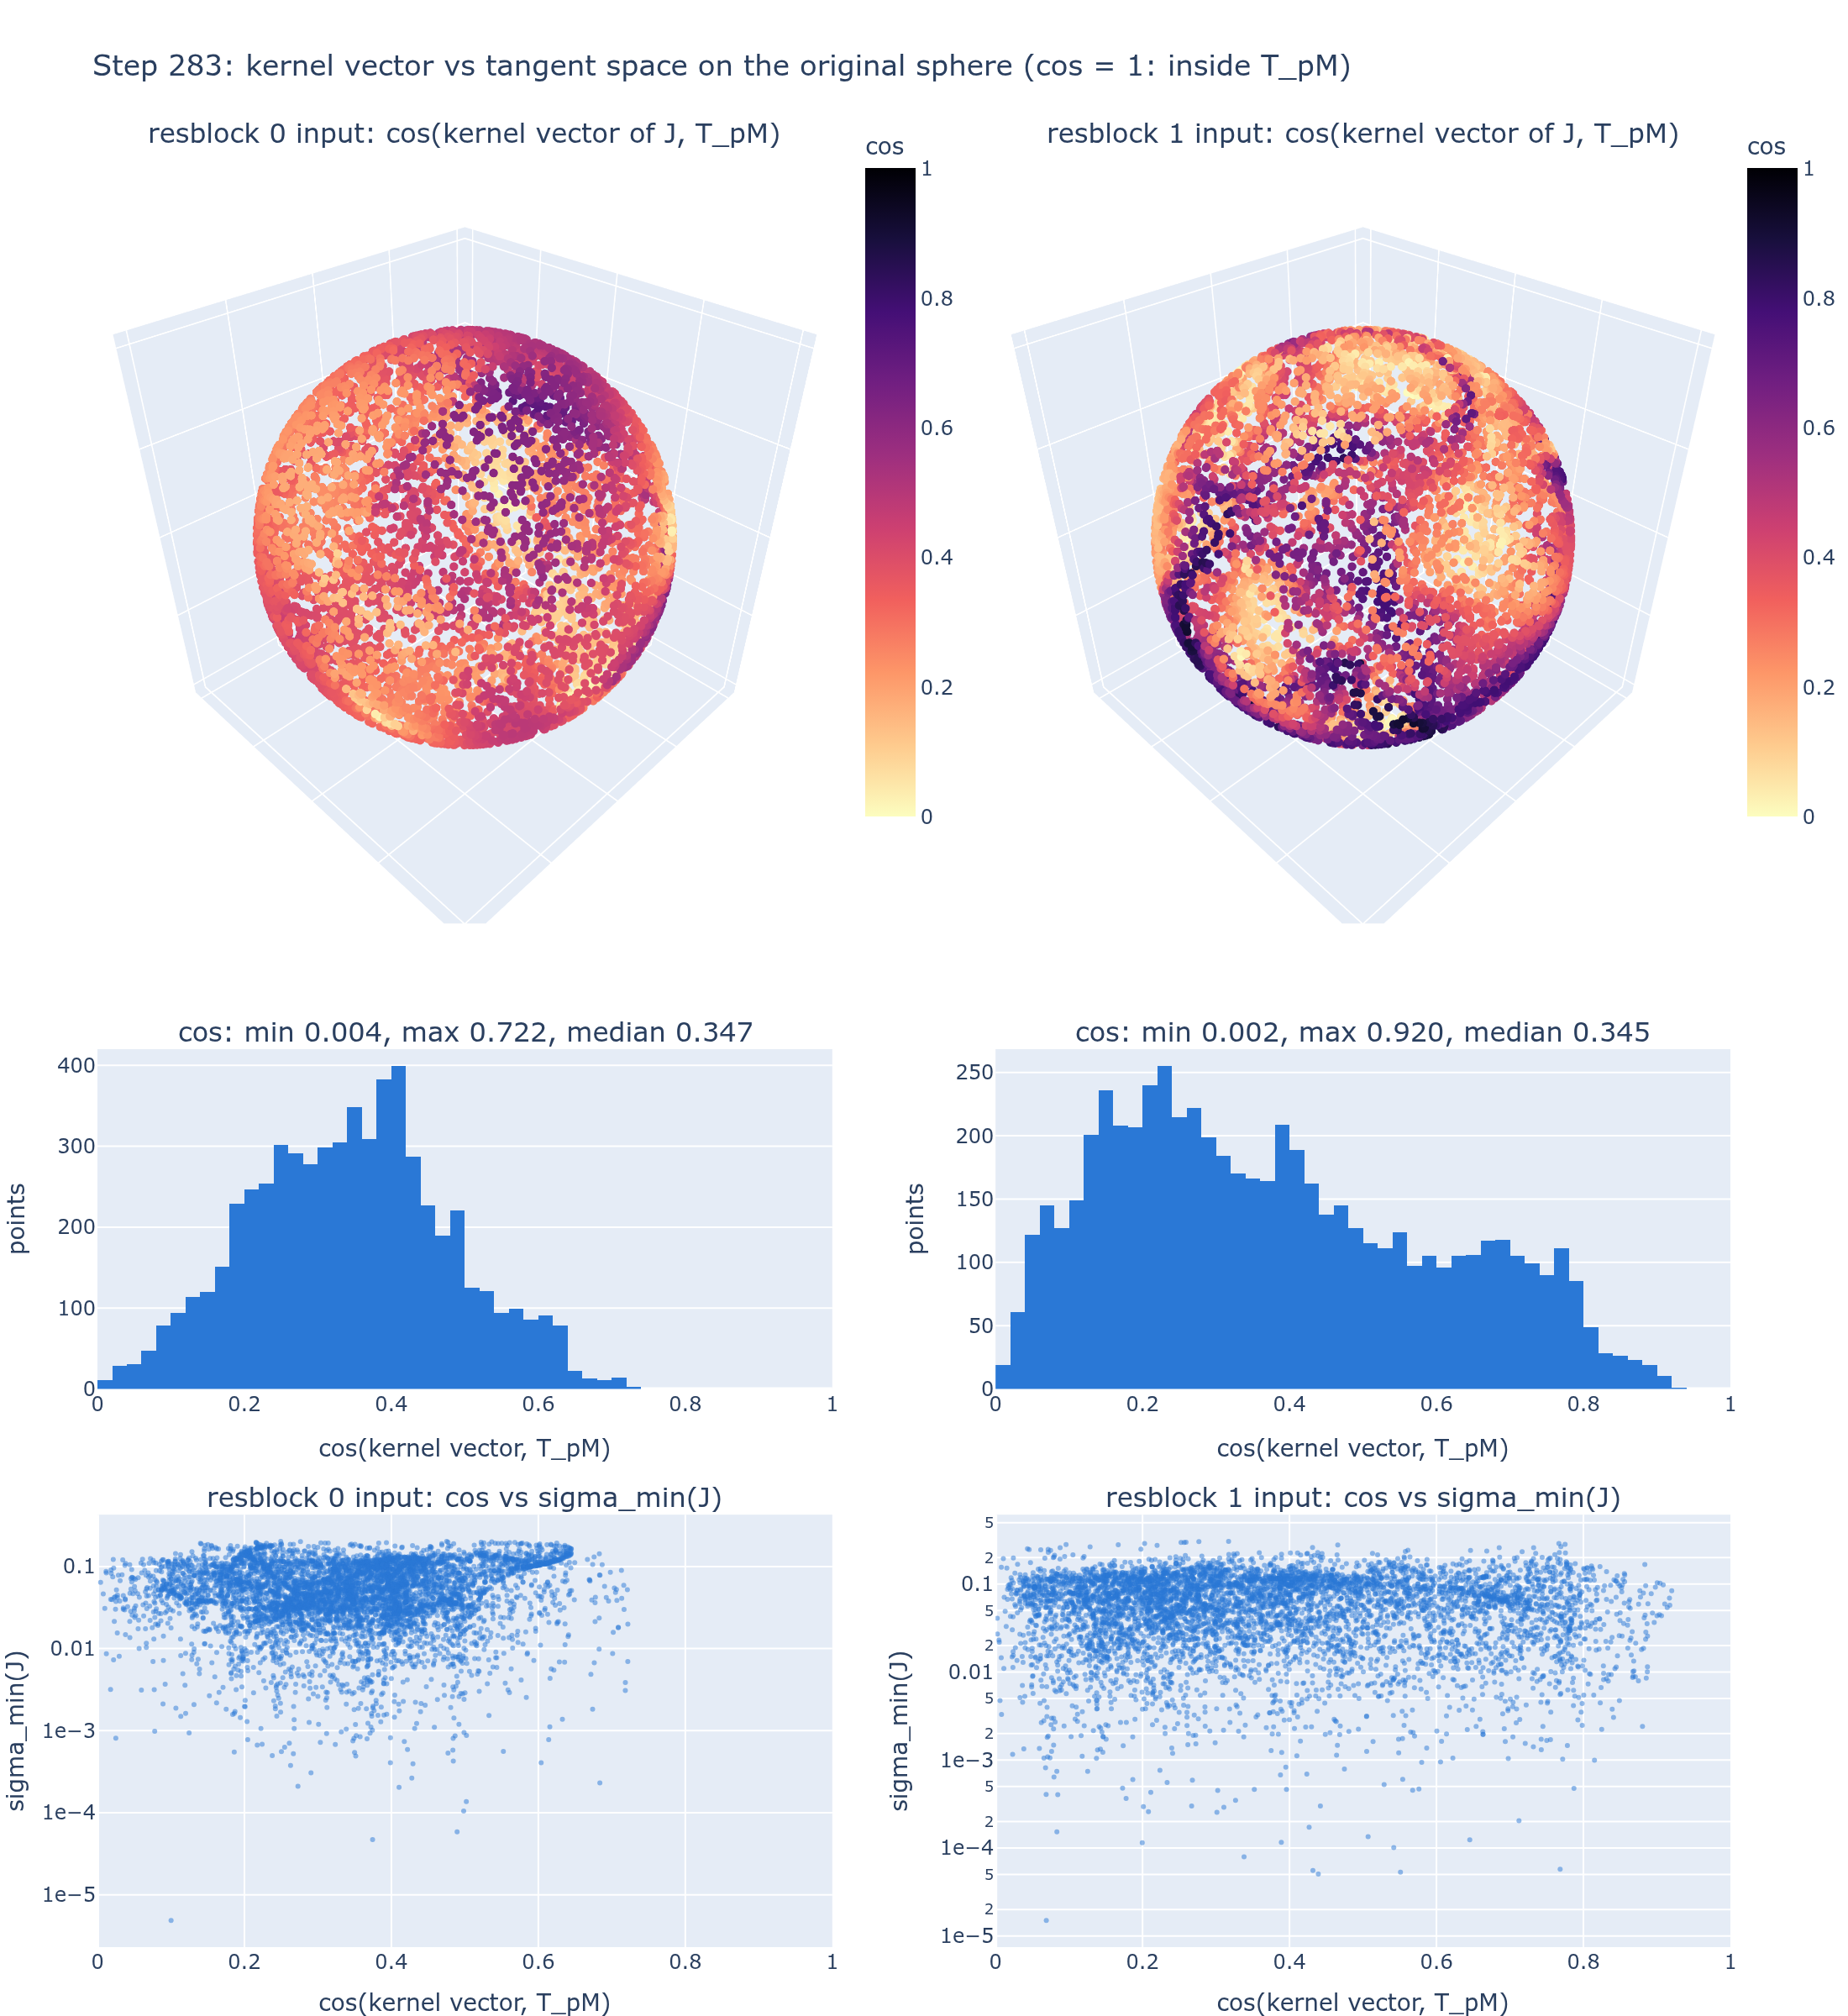 Step 283: kernel vector vs tangent space on the original sphere (cos = 1: inside T_pM)
resblock 0 input: cos(kernel vector of J, T_pM)
cos
1
0.8
0.6
0.4
0.2
0
resblock 1 input: cos(kernel vector of J, T_pM)
cos
1
0.8
0.6
0.4
0.2
0
cos: min 0.004, max 0.722, median 0.347
400
300
200
100
0
points
0 0.2 0.4 0.6 0.8 1
cos(kernel vector, T_pM)
cos: min 0.002, max 0.920, median 0.345
250
200
150
100
50
0
points
0 0.2 0.4 0.6 0.8 1
cos(kernel vector, T_pM)
resblock 0 input: cos vs sigma_min(J)
0.1
0.01
1e−3
1e−4
1e−5
sigma_min(J)
0 0.2 0.4 0.6 0.8 1
cos(kernel vector, T_pM)
resblock 1 input: cos vs sigma_min(J)
5
2
0.1
5
2
0.01
5
2
1e−3
5
2
1e−4
5
2
1e−5
sigma_min(J)
0 0.2 0.4 0.6 0.8 1
cos(kernel vector, T_pM)